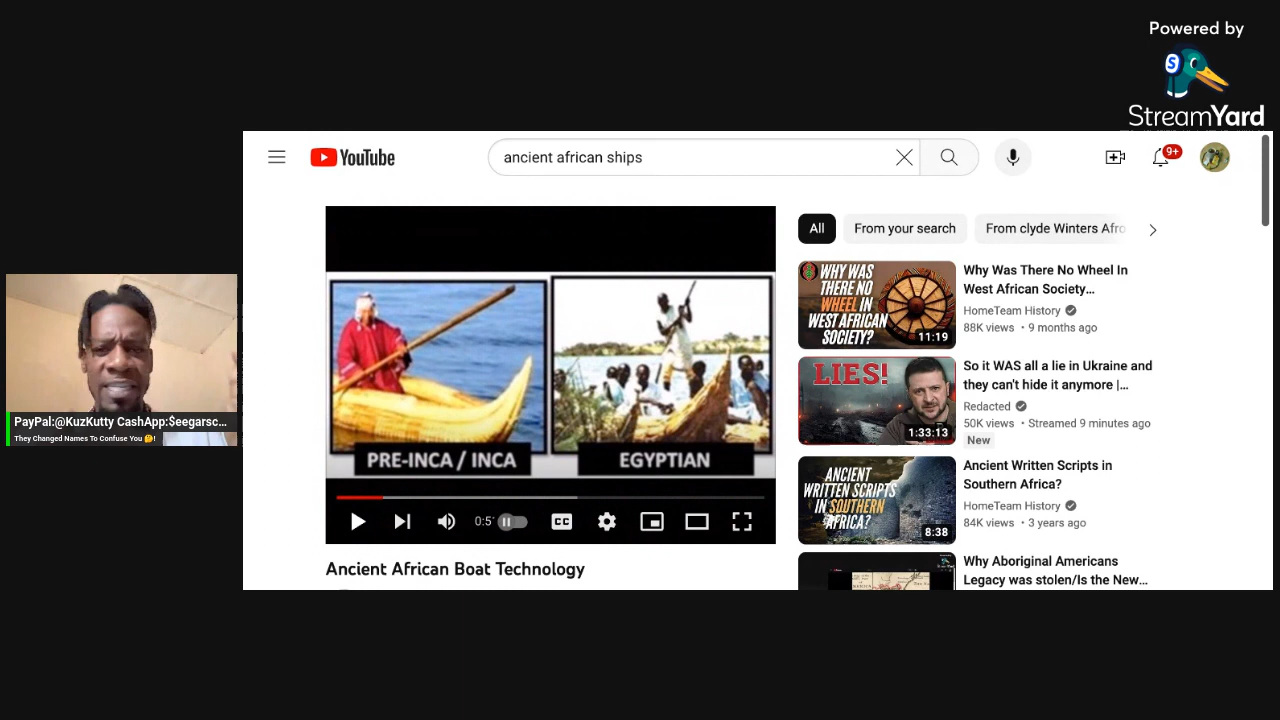 Powered by
S
StreamYard
YouTube
ancient african ships
9+
All
From your search
From clyde Winters Afro
PRE-INCA / INCA
EGYPTIAN
0:5
CC
Ancient African Boat Technology
WHY WAS
THERE NO
WHEEL IN
WEST AFRICAN
SOCIETY?
11:19
Why Was There No Wheel In
West African Society...
HomeTeam History
88K views • 9 months ago
LIES!
1:33:13
So it WAS all a lie in Ukraine and
they can't hide it anymore |...
Redacted
50K views • Streamed 9 minutes ago
New
ANCIENT
WRITTEN SCRIPTS
IN SOUTHERN
AFRICA?
8:38
Ancient Written Scripts in
Southern Africa?
HomeTeam History
84K views • 3 years ago
Why Aboriginal Americans
Legacy was stolen/Is the New...
PayPal:@KuzKutty CashApp:$eegarsc...
They Changed Names To Confuse You 🤔!